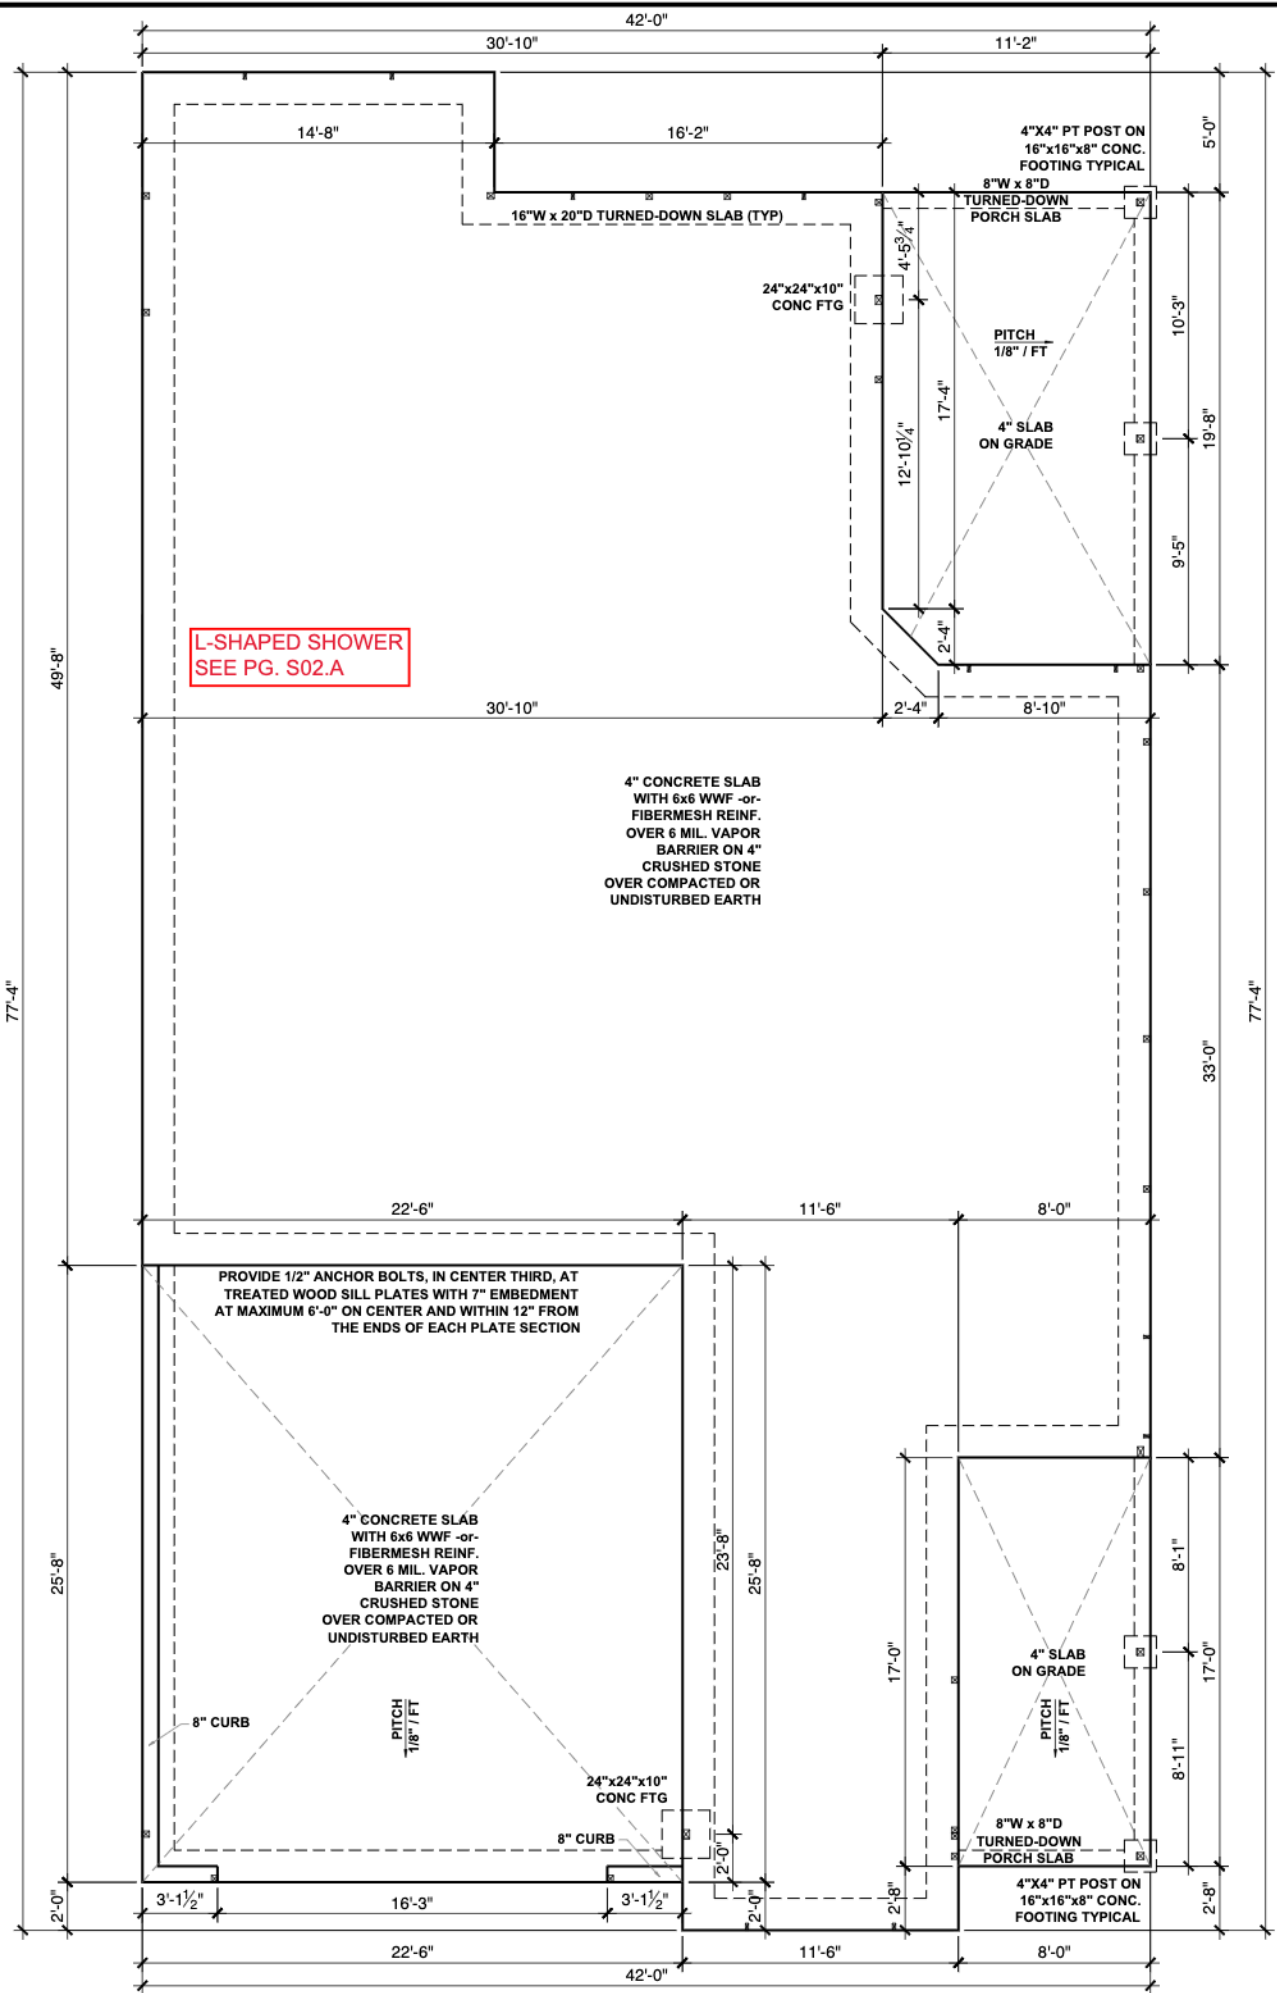 42'-0"
30'-10"
11'-2"
14'-8"
16'-2"
5'-0"
4"X4" PT POST ON
16"x16"x8" CONC.
FOOTING TYPICAL
8"W x 8"D
TURNED-DOWN
PORCH SLAB
16"W x 20"D TURNED-DOWN SLAB (TYP)
4'-5¾"
24"x24"x10"
CONC FTG
10'-3"
PITCH
1/8" / FT
17'-4"
19'-8"
4" SLAB
ON GRADE
12'-10¼"
9'-5"
L-SHAPED SHOWER
SEE PG. S02.A
2'-4"
49'-8"
30'-10"
2'-4"
8'-10"
4" CONCRETE SLAB
WITH 6x6 WWF -or-
FIBERMESH REINF.
OVER 6 MIL. VAPOR
BARRIER ON 4"
CRUSHED STONE
OVER COMPACTED OR
UNDISTURBED EARTH
77'-4"
77'-4"
33'-0"
22'-6"
11'-6"
8'-0"
PROVIDE 1/2" ANCHOR BOLTS, IN CENTER THIRD, AT
TREATED WOOD SILL PLATES WITH 7" EMBEDMENT
AT MAXIMUM 6'-0" ON CENTER AND WITHIN 12" FROM
THE ENDS OF EACH PLATE SECTION
4" CONCRETE SLAB
WITH 6x6 WWF -or-
FIBERMESH REINF.
OVER 6 MIL. VAPOR
BARRIER ON 4"
CRUSHED STONE
OVER COMPACTED OR
UNDISTURBED EARTH
25'-8"
23'-8"
25'-8"
8'-1"
17'-0"
4" SLAB
ON GRADE
17'-0"
8" CURB
PITCH
1/8" / FT
PITCH
1/8" / FT
8'-11"
24"x24"x10"
CONC FTG
8" CURB
2'-0"
8"W x 8"D
TURNED-DOWN
PORCH SLAB
4"X4" PT POST ON
16"x16"x8" CONC.
FOOTING TYPICAL
2'-0"
3'-1½"
16'-3"
3'-1½"
2'-0"
2'-8"
2'-8"
22'-6"
11'-6"
8'-0"
42'-0"